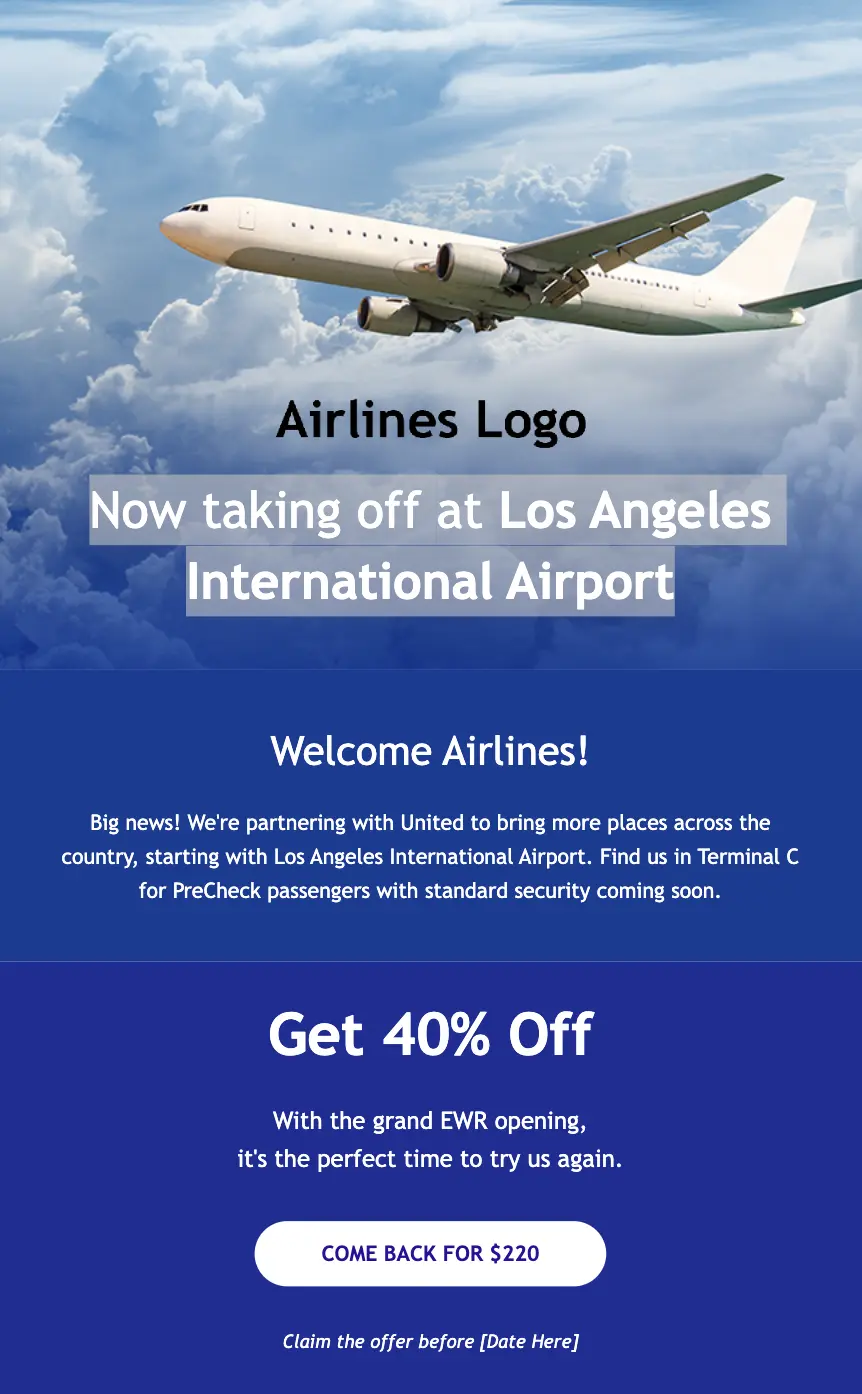 Airlines Logo
Now taking off at Los Angeles
International Airport
Welcome Airlines!
Big news! We're partnering with United to bring more places across the
country, starting with Los Angeles International Airport. Find us in Terminal C
for PreCheck passengers with standard security coming soon.
Get 40% Off
With the grand EWR opening,
it's the perfect time to try us again.
COME BACK FOR $220
Claim the offer before [Date Here]